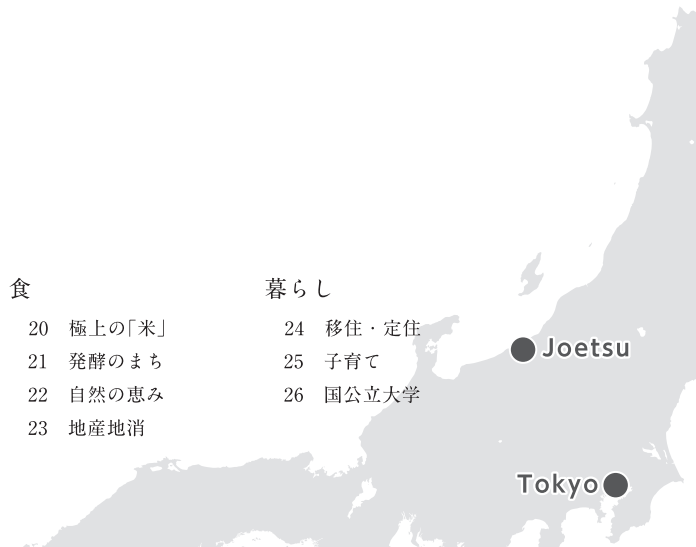 食
20 極上の「米」
21 発酵のまち
22 自然の恵み
23 地産地消
暮らし
24 移住・定住
25 子育て
26 国公立大学
Joetsu
Tokyo